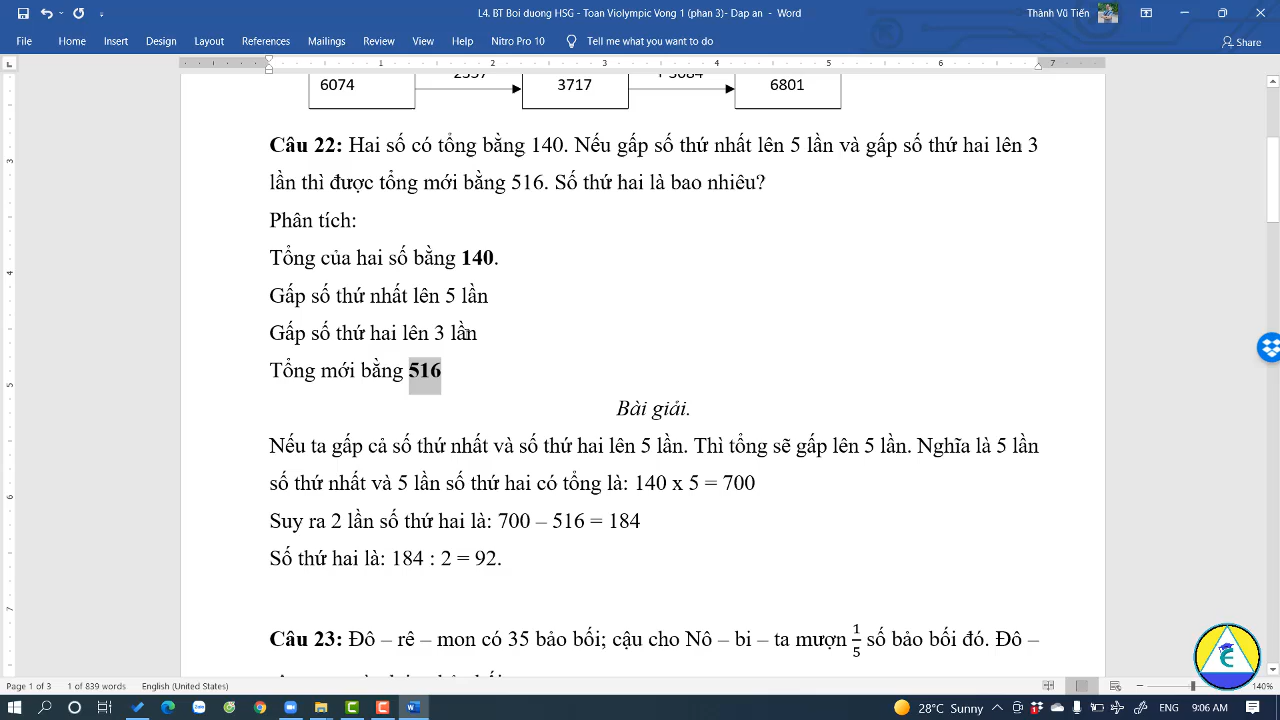 L4. BT Boi duong HSG - Toan Violympic Vong 1 (phan 3)- Dap an - Word
Thành Vũ Tiến
File Home Insert Design Layout References Mailings Review View Help Nitro Pro 10 Tell me what you want to do
Share
1 2 3 4 5 6 7
6074 3717 6801
Câu 22: Hai số có tổng bằng 140. Nếu gấp số thứ nhất lên 5 lần và gấp số thứ hai lên 3
lần thì được tổng mới bằng 516. Số thứ hai là bao nhiêu?
Phân tích:
Tổng của hai số bằng 140.
Gấp số thứ nhất lên 5 lần
Gấp số thứ hai lên 3 lần
Tổng mới bằng 516
Bài giải.
Nếu ta gấp cả số thứ nhất và số thứ hai lên 5 lần. Thì tổng sẽ gấp lên 5 lần. Nghĩa là 5 lần
số thứ nhất và 5 lần số thứ hai có tổng là: 140 x 5 = 700
Suy ra 2 lần số thứ hai là: 700 – 516 = 184
Số thứ hai là: 184 : 2 = 92.
Câu 23: Đô – rê – mon có 35 bảo bối; cậu cho Nô – bi – ta mượn 1/5 số bảo bối đó. Đô –
Page 1 of 3 1 of 839 words English (United States)
140%
28°C Sunny ENG 9:06 AM